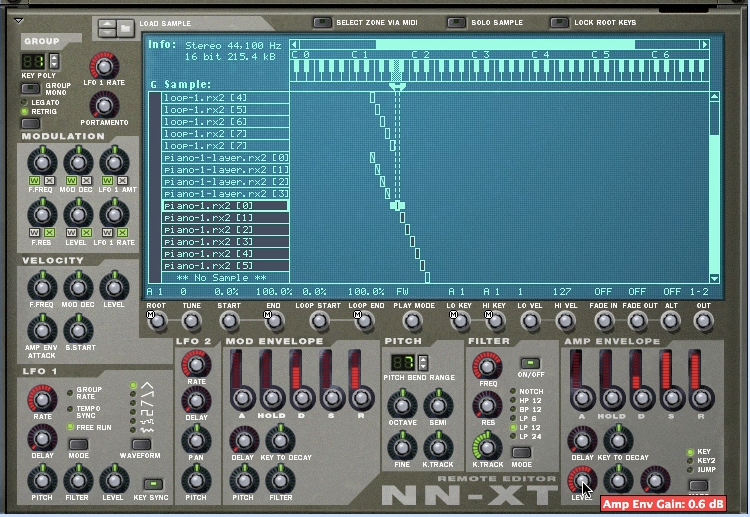 LOAD SAMPLE
SELECT ZONE VIA MIDI
SOLO SAMPLE
LOCK ROOT KEYS
GROUP
KEY POLY
GROUP MONO
LEGATO
RETRIG
LFO 1 RATE
PORTAMENTO
Info: Stereo 44,100 Hz
16 bit 215.4 kB
C 0 C 1 C 2 C 3 C 4 C 5 C 6
G Sample:
loop-1.rx2 [4]
loop-1.rx2 [5]
loop-1.rx2 [6]
loop-1.rx2 [7]
loop-1.rx2 [7]
piano-1-layer.rx2 [0]
piano-1-layer.rx2 [1]
piano-1-layer.rx2 [2]
piano-1-layer.rx2 [3]
piano-1.rx2 [0]
piano-1.rx2 [1]
piano-1.rx2 [2]
piano-1.rx2 [3]
piano-1.rx2 [4]
piano-1.rx2 [5]
** No Sample **
A 1 0 0.0% 100.0% 0.0% 100.0% FW A 1 A 1 1 127 OFF OFF OFF 1-2
ROOT TUNE START END LOOP START LOOP END PLAY MODE LO KEY HI KEY LO VEL HI VEL FADE IN FADE OUT ALT OUT
M M M M M
MODULATION
W X W X W X
F.FREQ MOD DEC LFO 1 AMT
W X W X W X
F.RES LEVEL LFO 1 RATE
VELOCITY
F.FREQ MOD DEC LEVEL
AMP ENV ATTACK S.START
LFO 1
RATE
GROUP RATE
TEMPO SYNC
FREE RUN
DELAY MODE WAVEFORM
PITCH FILTER LEVEL KEY SYNC
LFO 2
RATE
DELAY
PAN
PITCH
MOD ENVELOPE
A HOLD D S R
DELAY KEY TO DECAY
PITCH FILTER
PITCH
PITCH BEND RANGE
OCTAVE SEMI
FINE K.TRACK
FILTER
ON/OFF
FREQ
RES
K.TRACK
NOTCH
HP 12
BP 12
LP 6
LP 12
LP 24
MODE
AMP ENVELOPE
A HOLD D S R
DELAY KEY TO DECAY
KEY
KEY2
JUMP
LEVEL
REMOTE EDITOR
NN-XT
Amp Env Gain: 0.6 dB